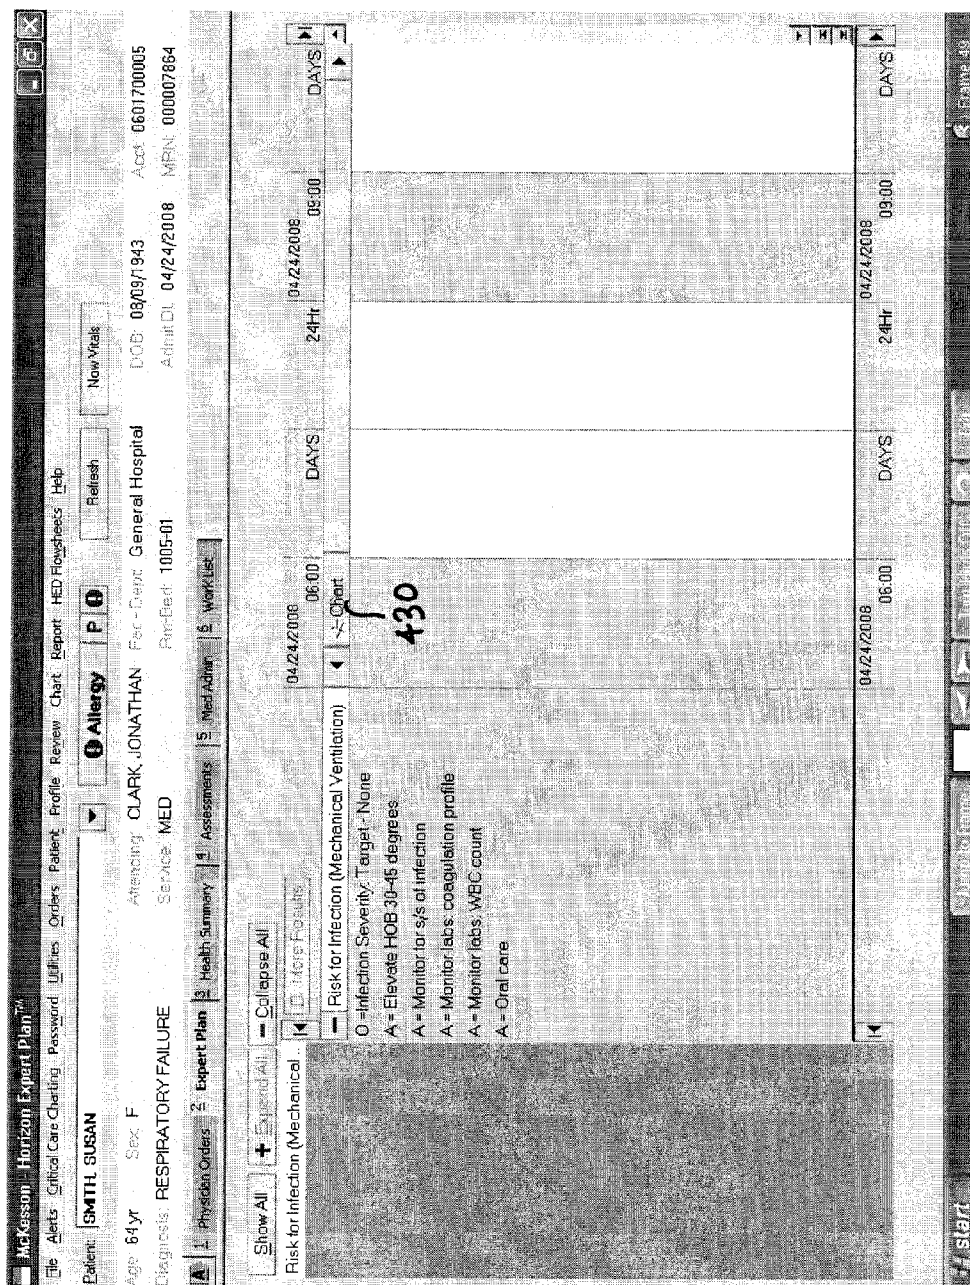 McKesson - Horizon Expert Plan™
File Alerts Critical Care Charting Password Utilities Orders Patient Profile Review Chart Report HED Flowsheets Help
Patient: SMITH, SUSAN Allergy P Refresh Now Vitals
Age: 64 yr Sex: F Attending: CLARK, JONATHAN Fac - Dept: General Hospital DOB: 08/09/1943 Acct: 0601700005
Diagnosis: RESPIRATORY FAILURE Service: MED Rm-Bed: 1005-01 Admit Dt: 04/24/2008 MRN: 000007864
A 1 Physician Orders 2 Expert Plan 3 Health Summary 4 Assessments 5 Med Admin 6 Work List
Show All Expand All Collapse All
Risk for Infection (Mechanical...
More Results
04/24/2008 04/24/2008
06:00 DAYS 24Hr 09:00 DAYS
Risk for Infection (Mechanical Ventilation) Chart
430
O =Infection Severity: Target - None
A = Elevate HOB 30-45 degrees
A = Monitor s/s of infection
A = Monitor labs: coagulation profile
A = Monitor labs: WBC count
A = Oral care
04/24/2008 04/24/2008
06:00 DAYS 24Hr 09:00 DAYS
start